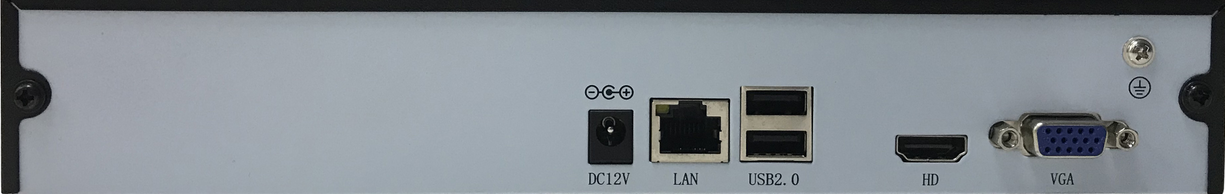 DC12V LAN USB2.0 HD VGA